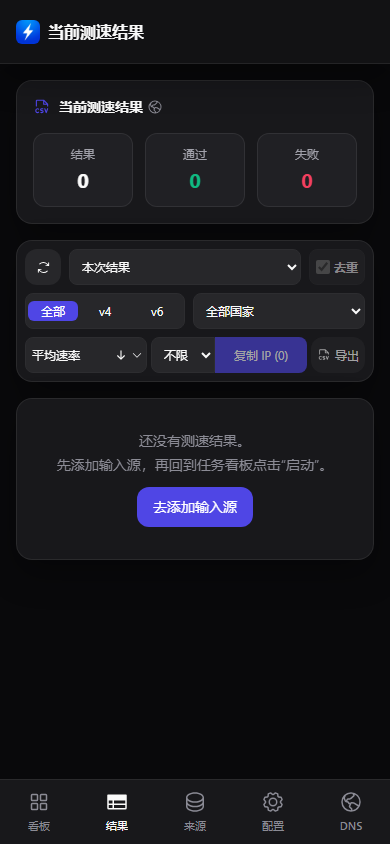 当前测速结果
CSV 当前测速结果
结果 通过 失败
0 0 0
本次结果 去重
全部 v4 v6 全部国家
平均速率 不限 复制 IP (0) CSV 导出
还没有测速结果。
先添加输入源，再回到任务看板点击“启动”。
去添加输入源
看板 结果 来源 配置 DNS